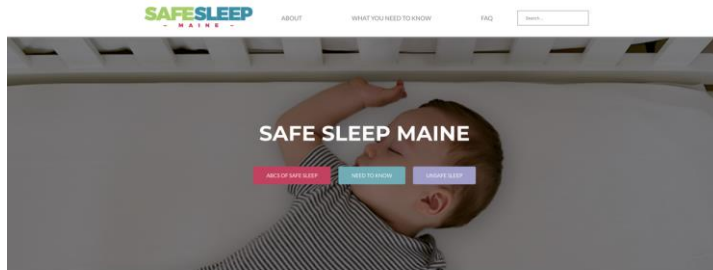 SAFESLEEP
- MAINE -
ABOUT
WHAT YOU NEED TO KNOW
FAQ
Search...
SAFE SLEEP MAINE
ABCS OF SAFE SLEEP
NEED TO KNOW
UNSAFE SLEEP